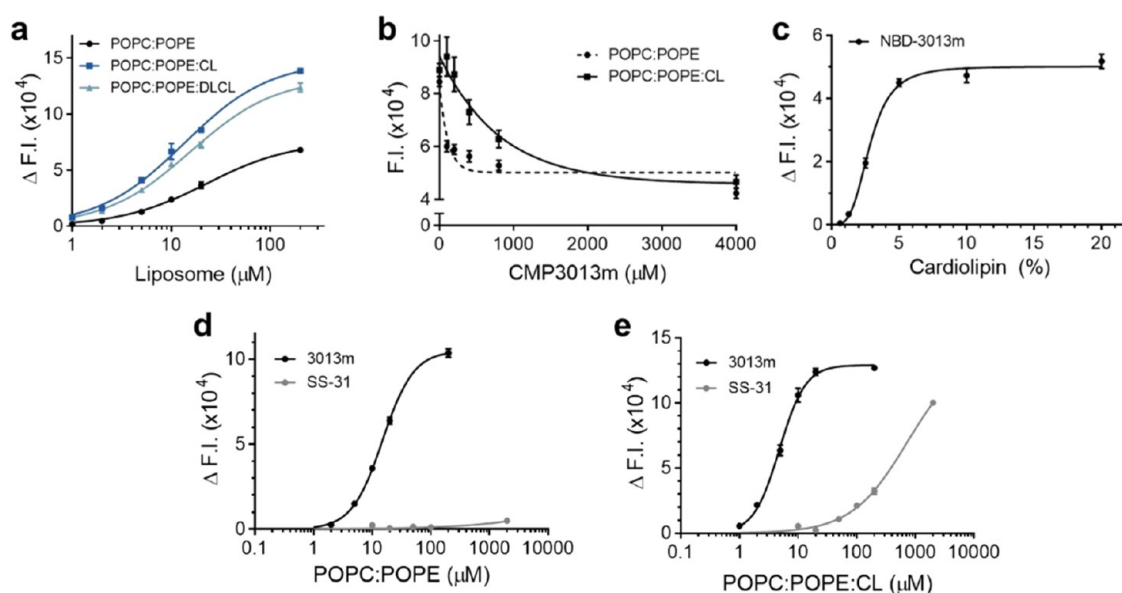 a
POPC:POPE
POPC:POPE:CL
POPC:POPE:DLCL
Δ F.I. (x10⁴)
15
10
5
0
1
10
100
Liposome (μM)
b
POPC:POPE
POPC:POPE:CL
F.I. (x10⁴)
10
8
6
4
0
0
1000
2000
3000
4000
CMP3013m (μM)
c
NBD-3013m
Δ F.I. (x10⁴)
6
4
2
0
0
5
10
15
20
Cardiolipin (%)
d
3013m
SS-31
Δ F.I. (x10⁴)
10
5
0
0.1
1
10
100
1000
10000
POPC:POPE (μM)
e
3013m
SS-31
Δ F.I. (x10⁴)
15
10
5
0
0.1
1
10
100
1000
10000
POPC:POPE:CL (μM)